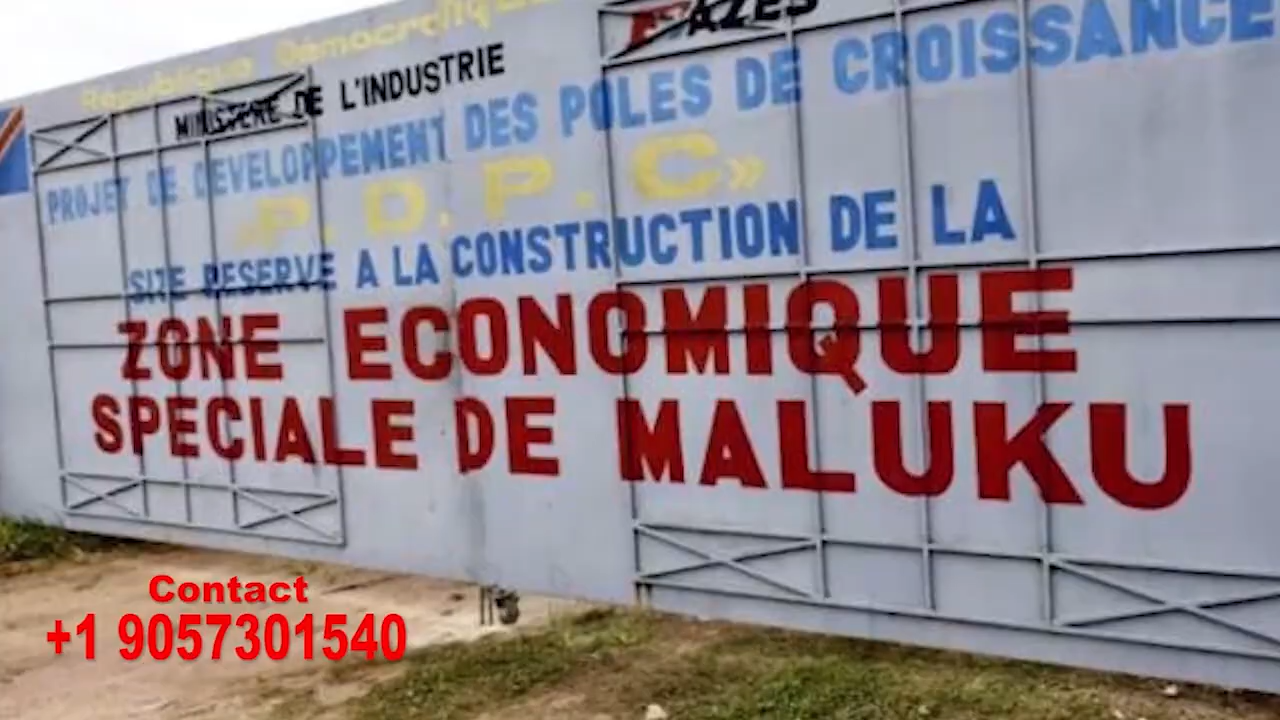 République Démocratique
AZES
MINISTERE DE L'INDUSTRIE
PROJET DE DEVELOPPEMENT DES POLES DE CROISSANCE
«P.D.P.C»
SITE RESERVE A LA CONSTRUCTION DE LA
ZONE ECONOMIQUE
SPECIALE DE MALUKU
Contact
+1 9057301540